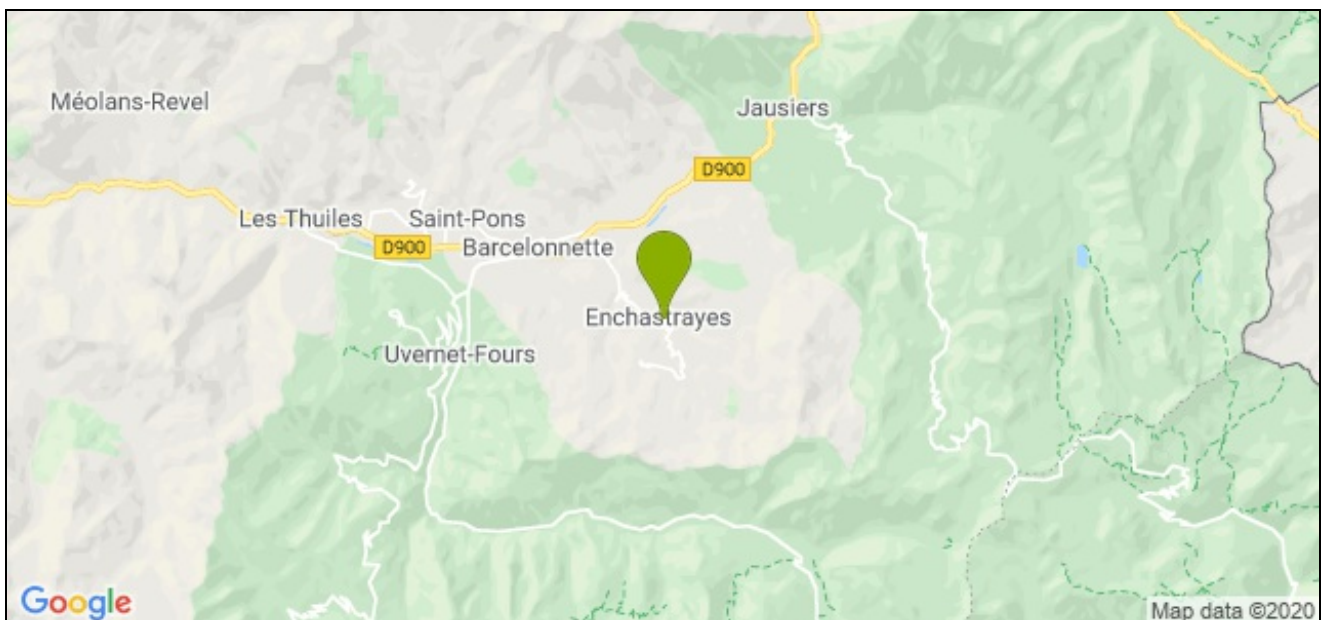 Méolans-Revel
Jausiers
D900
Les Thuiles
Saint-Pons
D900
Barcelonnette
Enchastrayes
Uvernet-Fours
Google
Map data ©2020